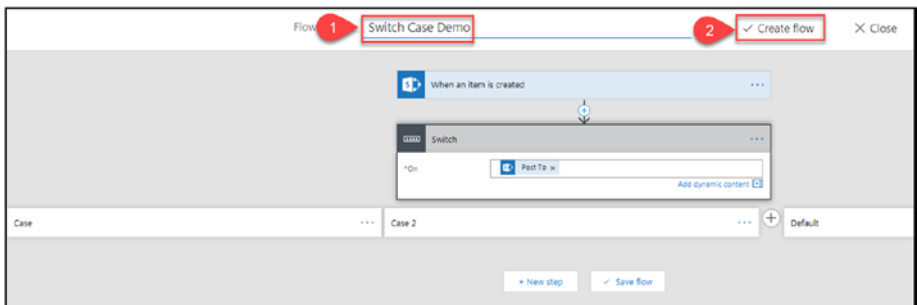 Flow 1 Switch Case Demo 2 ✓ Create flow × Close
When an item is created ...
Switch ...
*On Post To ×
Add dynamic content
Case ... Case 2 ... + Default
+ New step ✓ Save flow